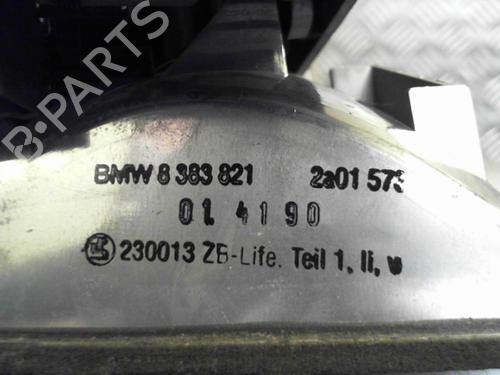 B-PARTS
BMW 8 383 821 2a01 573
01. 4190
230013 ZB-Life. Teil 1, li, w